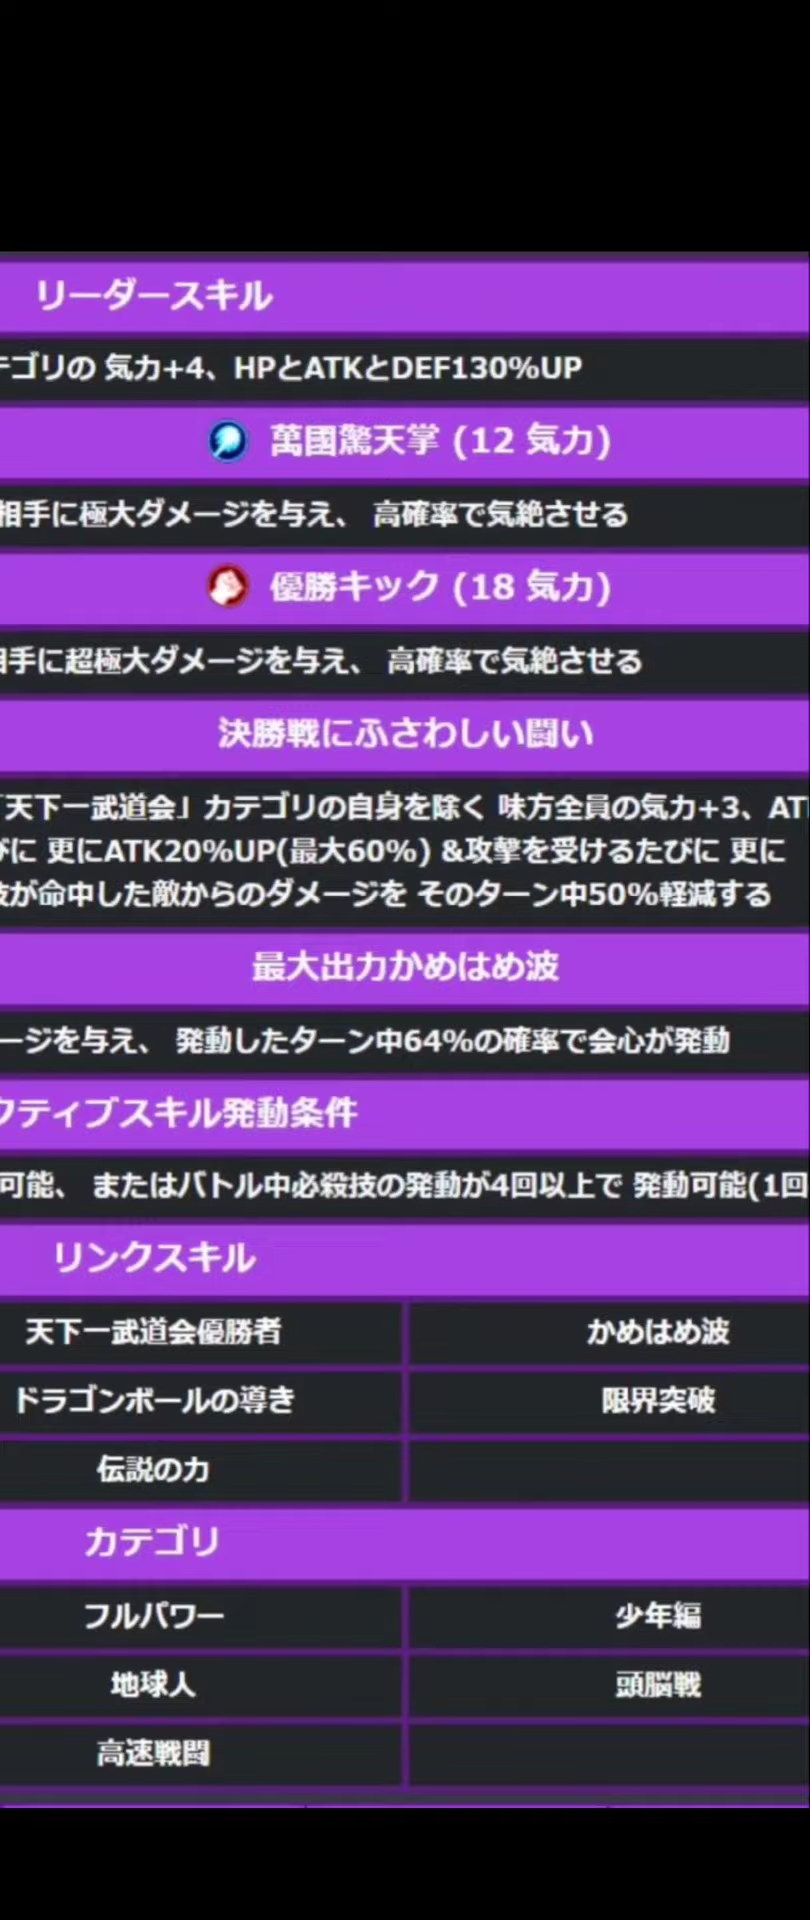 リーダースキル
テゴリの 気力+4、HPとATKとDEF130%UP
萬國驚天掌 (12 気力)
相手に極大ダメージを与え、 高確率で気絶させる
優勝キック (18 気力)
相手に超極大ダメージを与え、 高確率で気絶させる
決勝戦にふさわしい闘い
「天下一武道会」カテゴリの自身を除く 味方全員の気力+3、AT
びに 更にATK20%UP(最大60%) &攻撃を受けるたびに 更に
技が命中した敵からのダメージを そのターン中50%軽減する
最大出力かめはめ波
ージを与え、 発動したターン中64%の確率で会心が発動
クティブスキル発動条件
可能、 またはバトル中必殺技の発動が4回以上で 発動可能(1回
リンクスキル
天下一武道会優勝者 かめはめ波
ドラゴンボールの導き 限界突破
伝説の力
カテゴリ
フルパワー 少年編
地球人 頭脳戦
高速戦闘